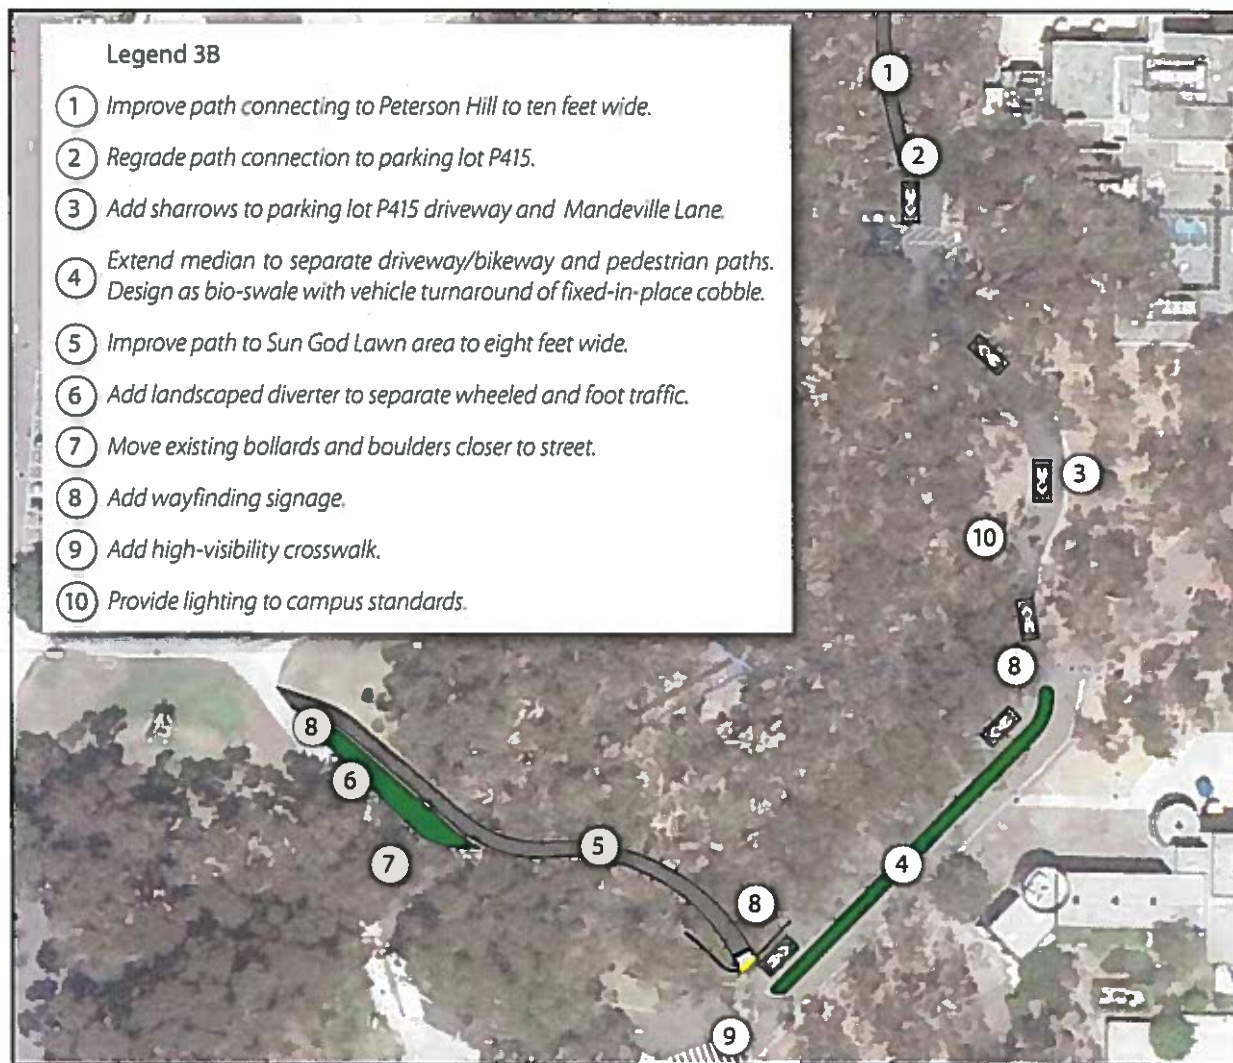 Legend 3B
1 Improve path connecting to Peterson Hill to ten feet wide.
2 Regrade path connection to parking lot P415.
3 Add sharrows to parking lot P415 driveway and Mandeville Lane.
4 Extend median to separate driveway/bikeway and pedestrian paths.
Design as bio-swale with vehicle turnaround of fixed-in-place cobble.
5 Improve path to Sun God Lawn area to eight feet wide.
6 Add landscaped diverter to separate wheeled and foot traffic.
7 Move existing bollards and boulders closer to street.
8 Add wayfinding signage.
9 Add high-visibility crosswalk.
10 Provide lighting to campus standards.
1
2
3
10
8
8
6
5
7
4
8
9